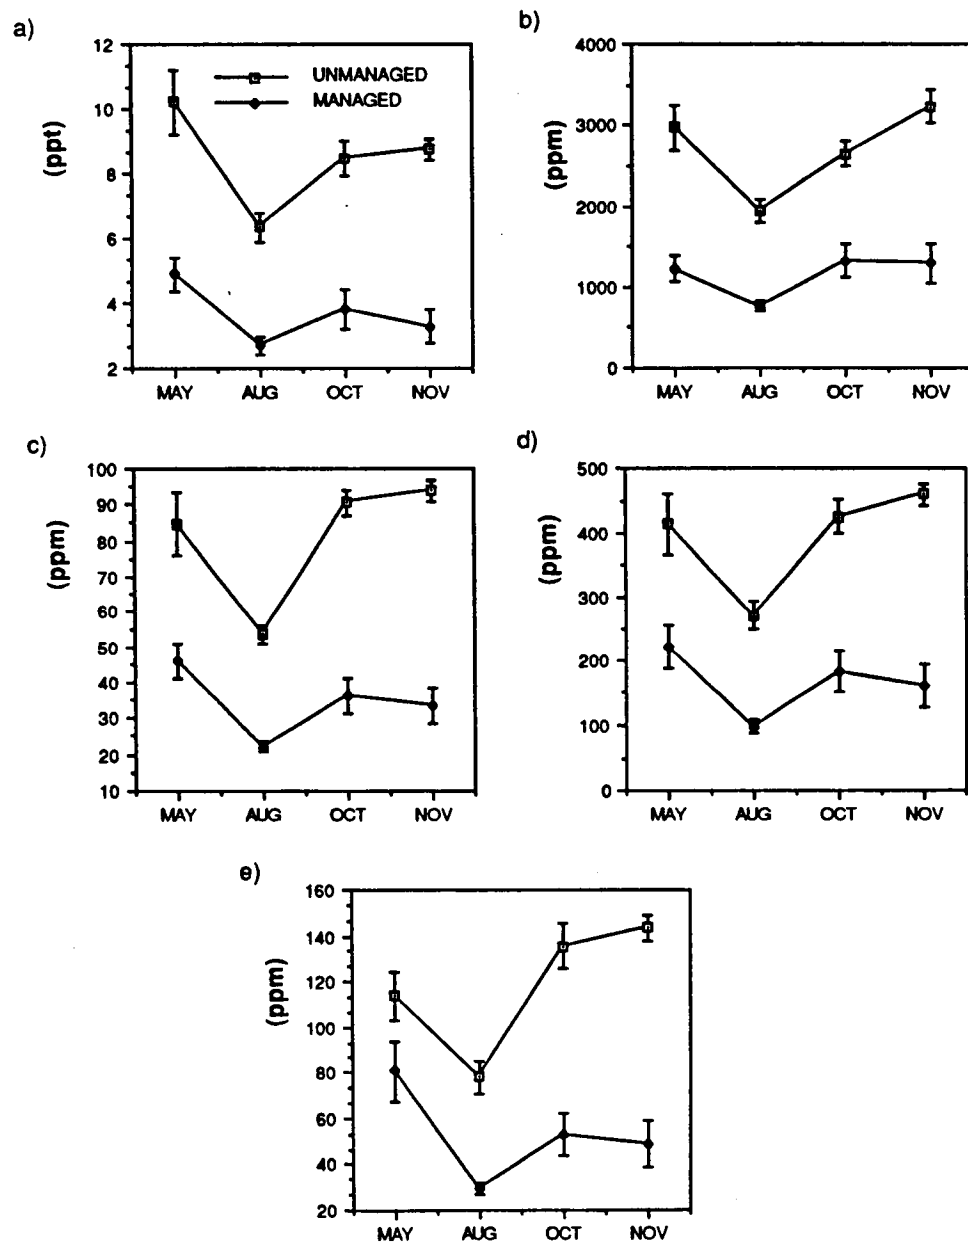 a)
(ppt)
12
10
8
6
4
2
UNMANAGED
MANAGED
MAY AUG OCT NOV
b)
(ppm)
4000
3000
2000
1000
0
MAY AUG OCT NOV
c)
(ppm)
100
90
80
70
60
50
40
30
20
10
MAY AUG OCT NOV
d)
(ppm)
500
400
300
200
100
0
MAY AUG OCT NOV
e)
(ppm)
160
140
120
100
80
60
40
20
MAY AUG OCT NOV